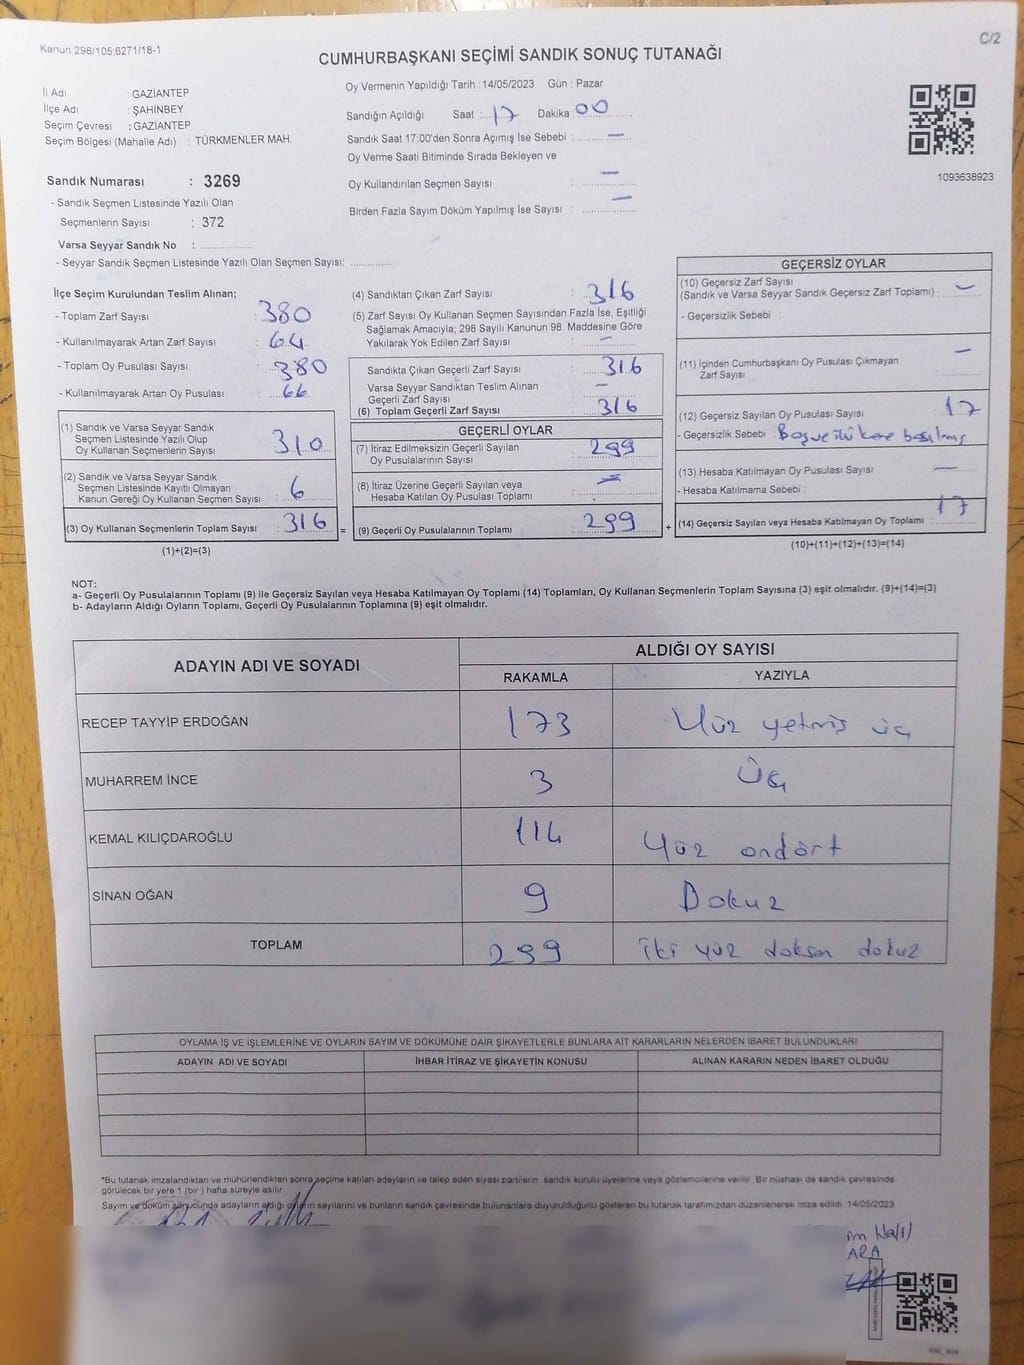 Kanun:298/105;6271/18-1
C/2
CUMHURBAŞKANI SEÇİMİ SANDIK SONUÇ TUTANAĞI
Oy Vermenin Yapıldığı Tarih :14/05/2023 Gün : Pazar
İl Adı : GAZİANTEP
İlçe Adı : ŞAHİNBEY
Seçim Çevresi : GAZİANTEP
Seçim Bölgesi (Mahalle Adı) : TÜRKMENLER MAH.
Sandığın Açıldığı Saat :17 Dakika :00
Sandık Saat 17:00'den Sonra Açımış İse Sebebi : —
Oy Verme Saati Bitiminde Sırada Bekleyen ve
Oy Kullandırılan Seçmen Sayısı : —
Birden Fazla Sayım Döküm Yapılmış İse Sayısı : —
1093638923
Sandık Numarası : 3269
- Sandık Seçmen Listesinde Yazılı Olan
Seçmenlerin Sayısı : 372
Varsa Seyyar Sandık No :
- Seyyar Sandık Seçmen Listesinde Yazılı Olan Seçmen Sayısı:
İlçe Seçim Kurulundan Teslim Alınan;
- Toplam Zarf Sayısı : 380
- Kullanılmayarak Artan Zarf Sayısı : 64
- Toplam Oy Pusulası Sayısı : 380
- Kullanılmayarak Artan Oy Pusulası : 66
(1) Sandık ve Varsa Seyyar Sandık
Seçmen Listesinde Yazılı Olup
Oy Kullanan Seçmenlerin Sayısı 310
(2) Sandık ve Varsa Seyyar Sandık
Seçmen Listesinde Kayıtlı Olmayan
Kanun Gereği Oy Kullanan Seçmen Sayısı 6
(3) Oy Kullanan Seçmenlerin Toplam Sayısı 316 =
(1)+(2)=(3)
(4) Sandıktan Çıkan Zarf Sayısı : 316
(5) Zarf Sayısı Oy Kullanan Seçmen Sayısından Fazla İse, Eşitliği
Sağlamak Amacıyla; 298 Sayılı Kanunun 98. Maddesine Göre
Yakılarak Yok Edilen Zarf Sayısı : —
Sandıkta Çıkan Geçerli Zarf Sayısı : 316
Varsa Seyyar Sandıktan Teslim Alınan
Geçerli Zarf Sayısı : —
(6) Toplam Geçerli Zarf Sayısı : 316
GEÇERLİ OYLAR
(7) İtiraz Edilmeksizin Geçerli Sayılan
Oy Pusulalarının Sayısı : 299
(8) İtiraz Üzerine Geçerli Sayılan veya
Hesaba Katılan Oy Pusulası Toplamı : —
(9) Geçerli Oy Pusulalarının Toplamı : 299 +
GEÇERSİZ OYLAR
(10) Geçersiz Zarf Sayısı
(Sandık ve Varsa Seyyar Sandık Geçersiz Zarf Toplamı) : —
- Geçersizlik Sebebi :
(11) İçinden Cumhurbaşkanı Oy Pusulası Çıkmayan
Zarf Sayısı : —
(12) Geçersiz Sayılan Oy Pusulası Sayısı : 17
- Geçersizlik Sebebi : Boş ve iki kere basılmış
(13) Hesaba Katılmayan Oy Pusulası Sayısı : —
- Hesaba Katılmama Sebebi :
(14) Geçersiz Sayılan veya Hesaba Katılmayan Oy Toplamı : 17
(10)+(11)+(12)+(13)=(14)
NOT:
a- Geçerli Oy Pusulalarının Toplamı (9) ile Geçersiz Sayılan veya Hesaba Katılmayan Oy Toplamı (14) Toplamları, Oy Kullanan Seçmenlerin Toplam Sayısına (3) eşit olmalıdır. (9)+(14)=(3)
b- Adayların Aldığı Oyların Toplamı, Geçerli Oy Pusulalarının Toplamına (9) eşit olmalıdır.
ADAYIN ADI VE SOYADI
ALDIĞI OY SAYISI
RAKAMLA YAZIYLA
RECEP TAYYİP ERDOĞAN 173 Yüz yetmiş üç
MUHARREM İNCE 3 Üç
KEMAL KILIÇDAROĞLU 114 Yüz ondört
SİNAN OĞAN 9 Dokuz
TOPLAM 299 İki yüz doksan dokuz
OYLAMA İŞ VE İŞLEMLERİNE VE OYLARIN SAYIM VE DÖKÜMÜNE DAİR ŞİKAYETLERLE BUNLARA AİT KARARLARIN NELERDEN İBARET BULUNDUKLARI
ADAYIN ADI VE SOYADI İHBAR İTİRAZ VE ŞİKAYETİN KONUSU ALINAN KARARIN NEDEN İBARET OLDUĞU
*Bu tutanak imzalandıktan ve mühürlendikten sonra seçime katılan adayların ve talep eden siyasi partilerin sandık kurulu üyelerine veya gözlemcilerine verilir. Bir nüshası da sandık çevresinde
görülecek bir yere 1 (bir) hafta süreyle asılır
Sayım ve döküm sonucunda adayların aldığı oyların sayılarını ve bunların sandık çevresinde bulunanlara duyurulduğunu gösteren bu tutanak tarafımızdan düzenlenerek imza edildi. 14/05/2023
Halil
ARA